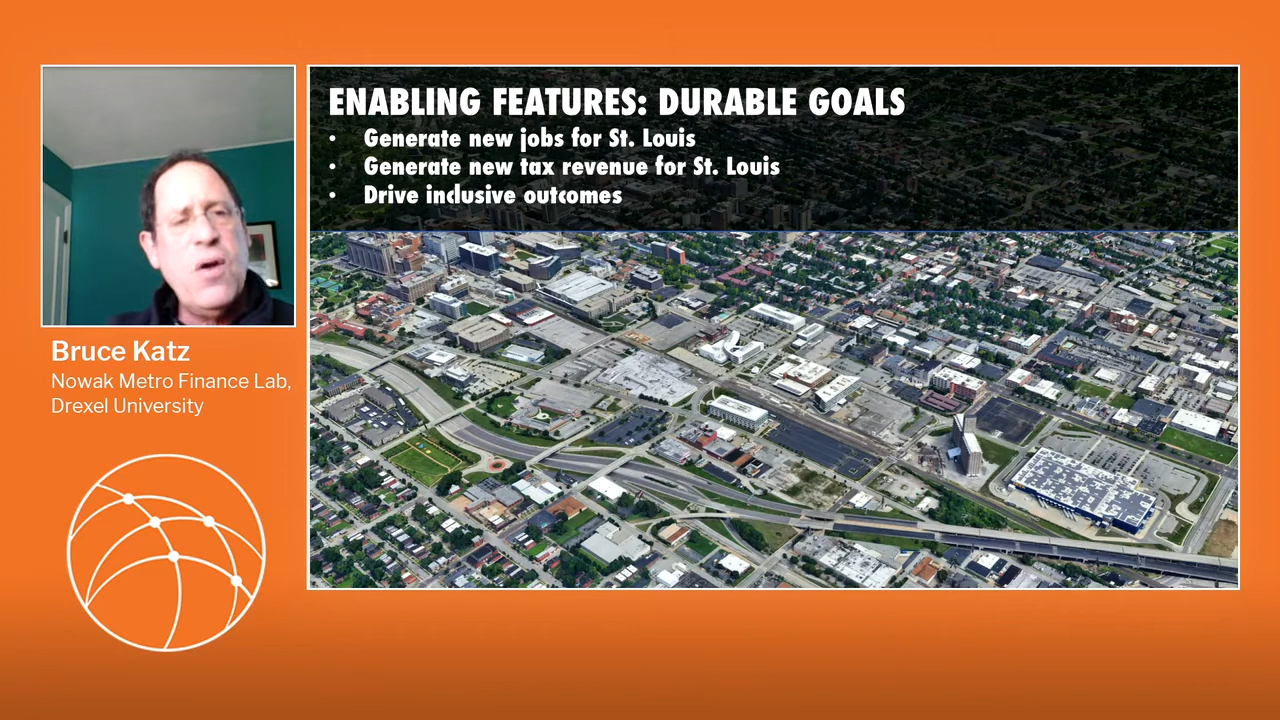 ENABLING FEATURES: DURABLE GOALS
• Generate new jobs for St. Louis
• Generate new tax revenue for St. Louis
• Drive inclusive outcomes
Bruce Katz
Nowak Metro Finance Lab,
Drexel University